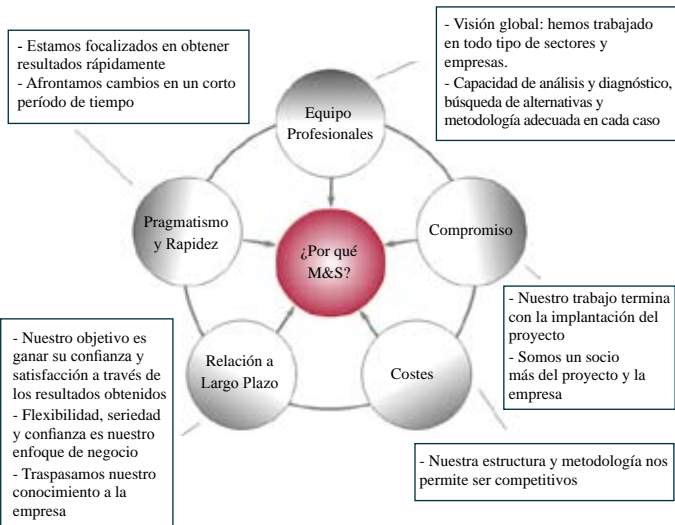 - Estamos focalizados en obtener
resultados rápidamente
- Afrontamos cambios en un corto
período de tiempo
- Visión global: hemos trabajado
en todo tipo de sectores y
empresas.
- Capacidad de análisis y diagnóstico,
búsqueda de alternativas y
metodología adecuada en cada caso
Equipo
Profesionales
Pragmatismo
y Rapidez
¿Por qué
M&S?
Compromiso
- Nuestro trabajo termina
con la implantación del
proyecto
- Somos un socio
más del proyecto y la
empresa
- Nuestro objetivo es
ganar su confianza y
satisfacción a través de
los resultados obtenidos
- Flexibilidad, seriedad
y confianza es nuestro
enfoque de negocio
- Traspasamos nuestro
conocimiento a la
empresa
Relación a
Largo Plazo
Costes
- Nuestra estructura y metodología nos
permite ser competitivos